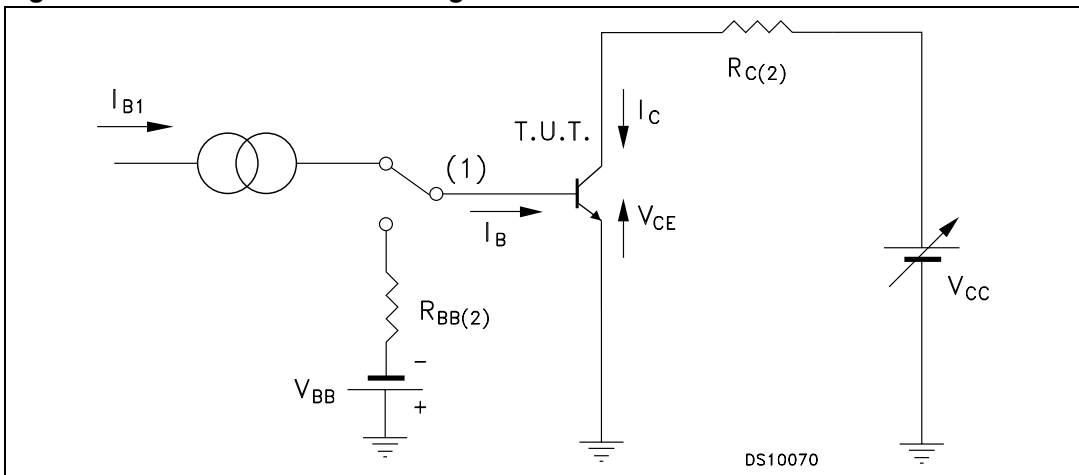 I_B1
R_C(2)
I_C
T.U.T.
(1)
V_CE
I_B
V_CC
R_BB(2)
V_BB
−
+
DS10070